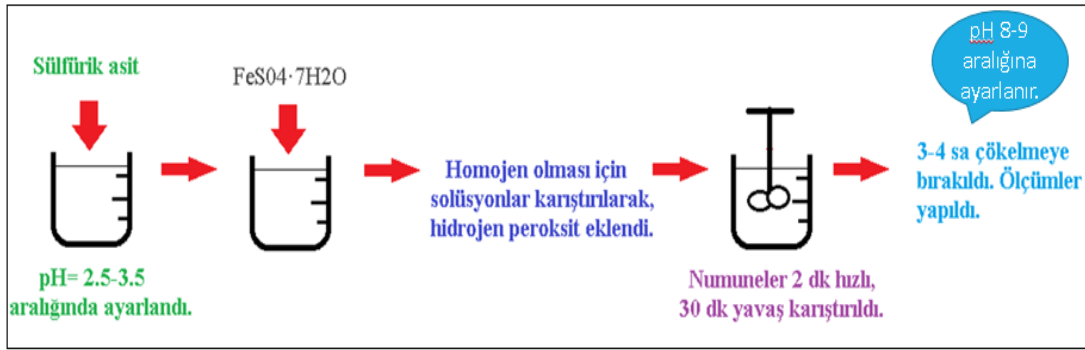 Sülfürik asit
pH= 2.5-3.5
aralığında ayarlandı.
FeS04·7H2O
Homojen olması için
solüsyonlar karıştırılarak,
hidrojen peroksit eklendi.
Numuneler 2 dk hızlı,
30 dk yavaş karıştırıldı.
pH 8-9
aralığına
ayarlanır.
3-4 sa çökelmeye
bırakıldı. Ölçümler
yapıldı.